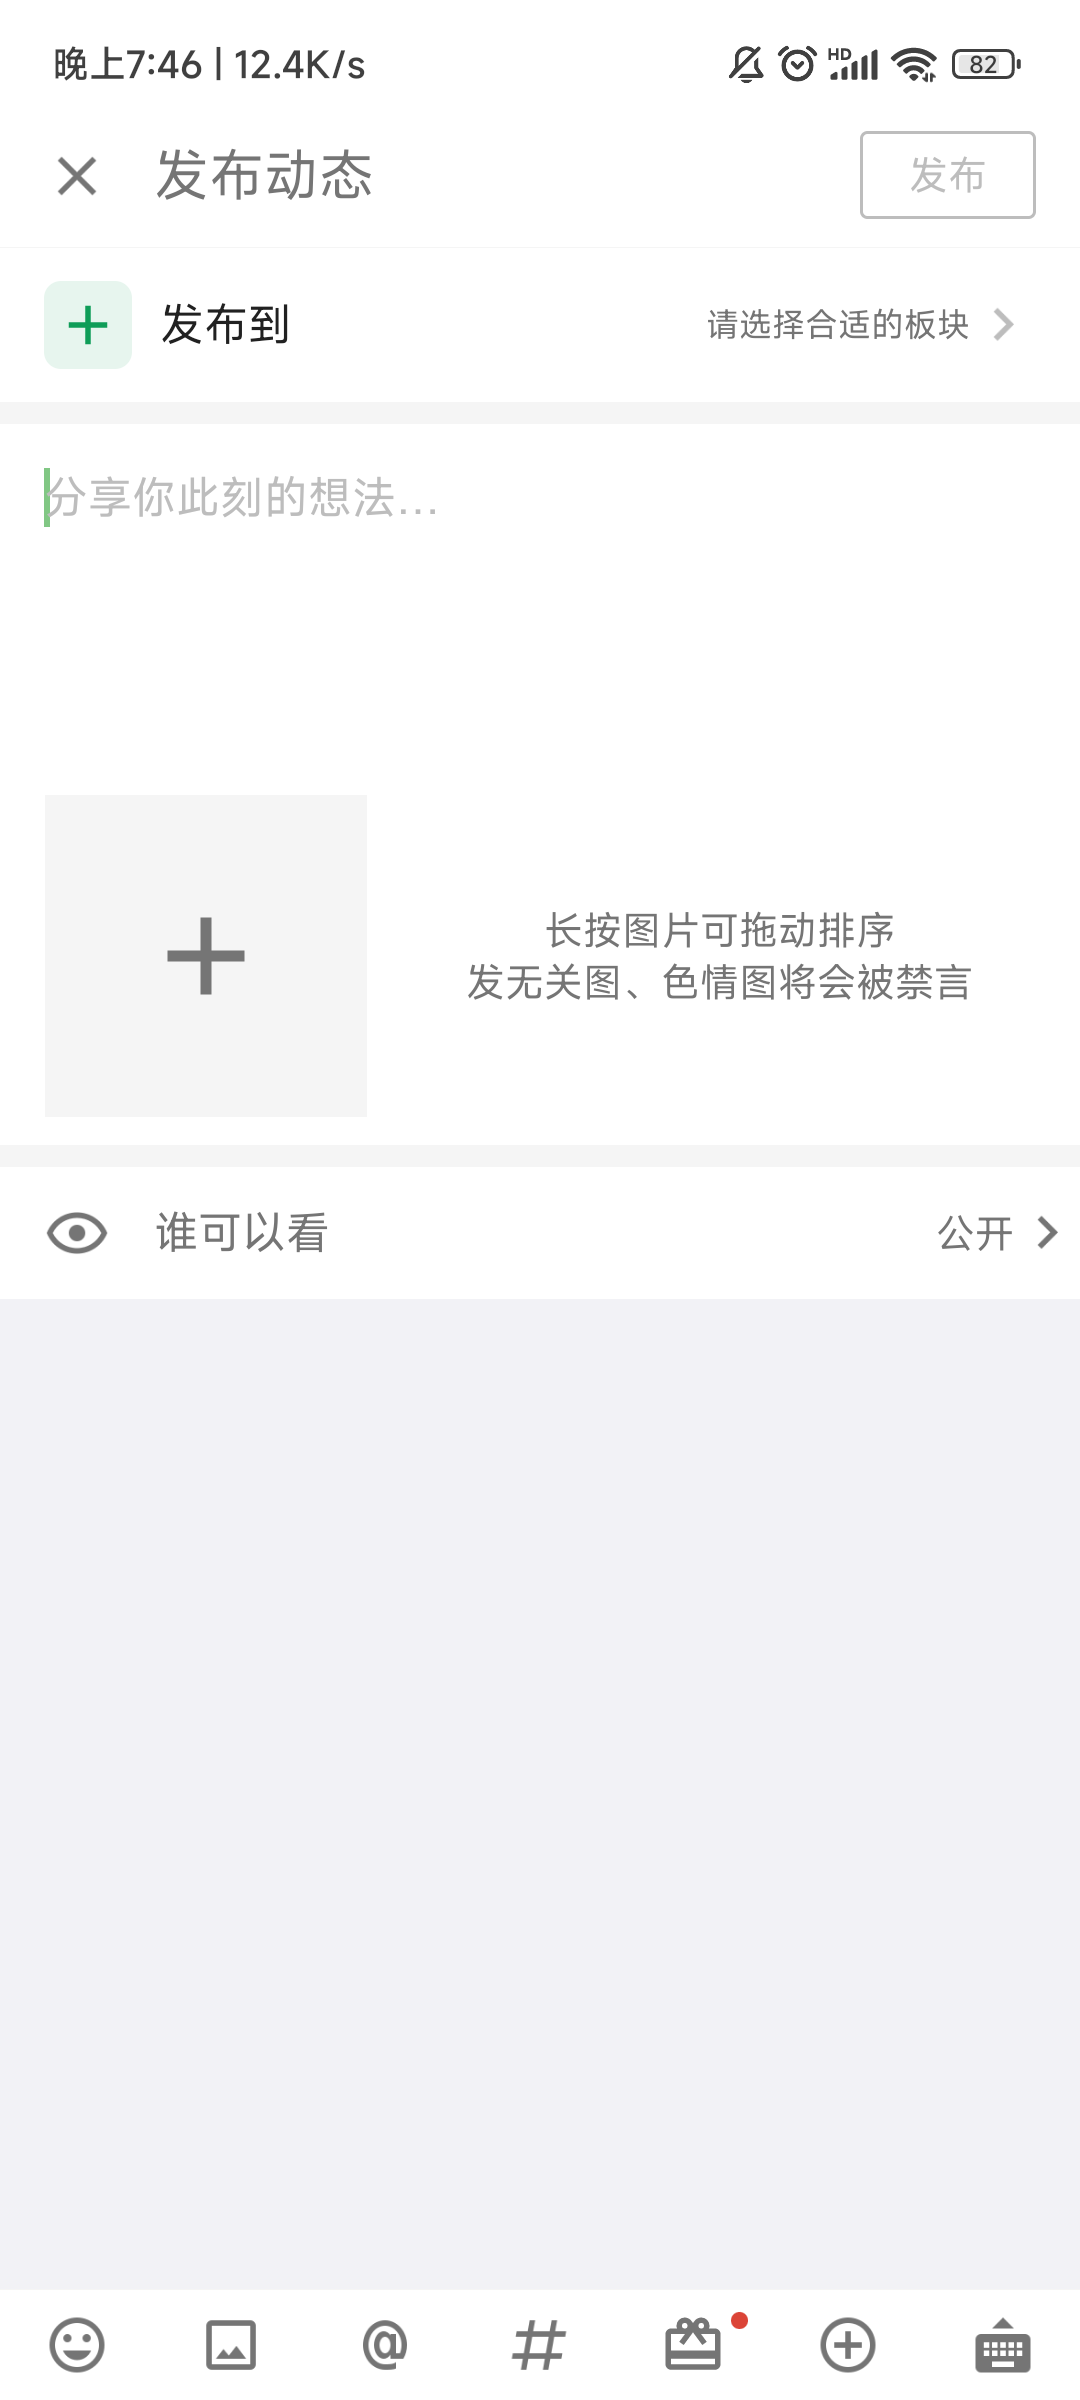 晚上7:46 | 12.4K/s
HD
82
发布动态
发布
发布到
请选择合适的板块
分享你此刻的想法...
长按图片可拖动排序
发无关图、色情图将会被禁言
谁可以看
公开
@
#